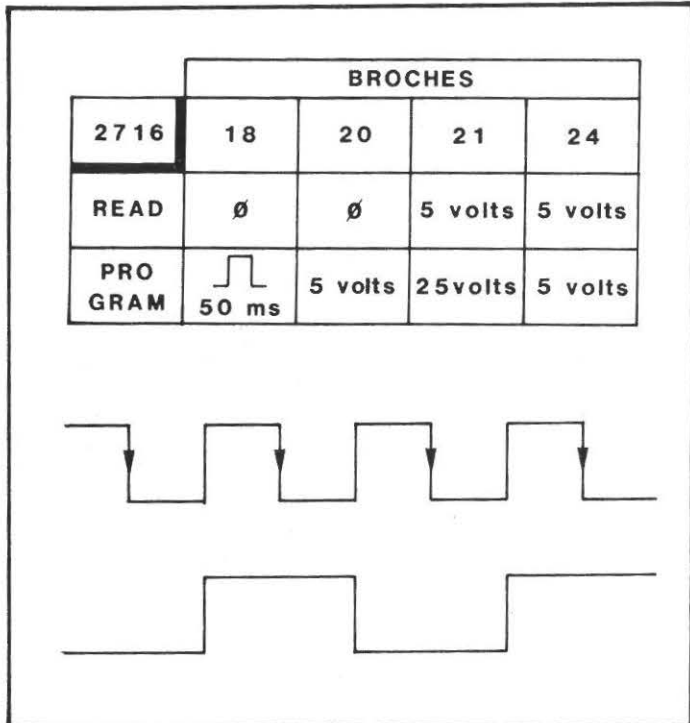 BROCHES
2716 18 20 21 24
READ Ø Ø 5 volts 5 volts
PRO
GRAM
50 ms 5 volts 25volts 5 volts